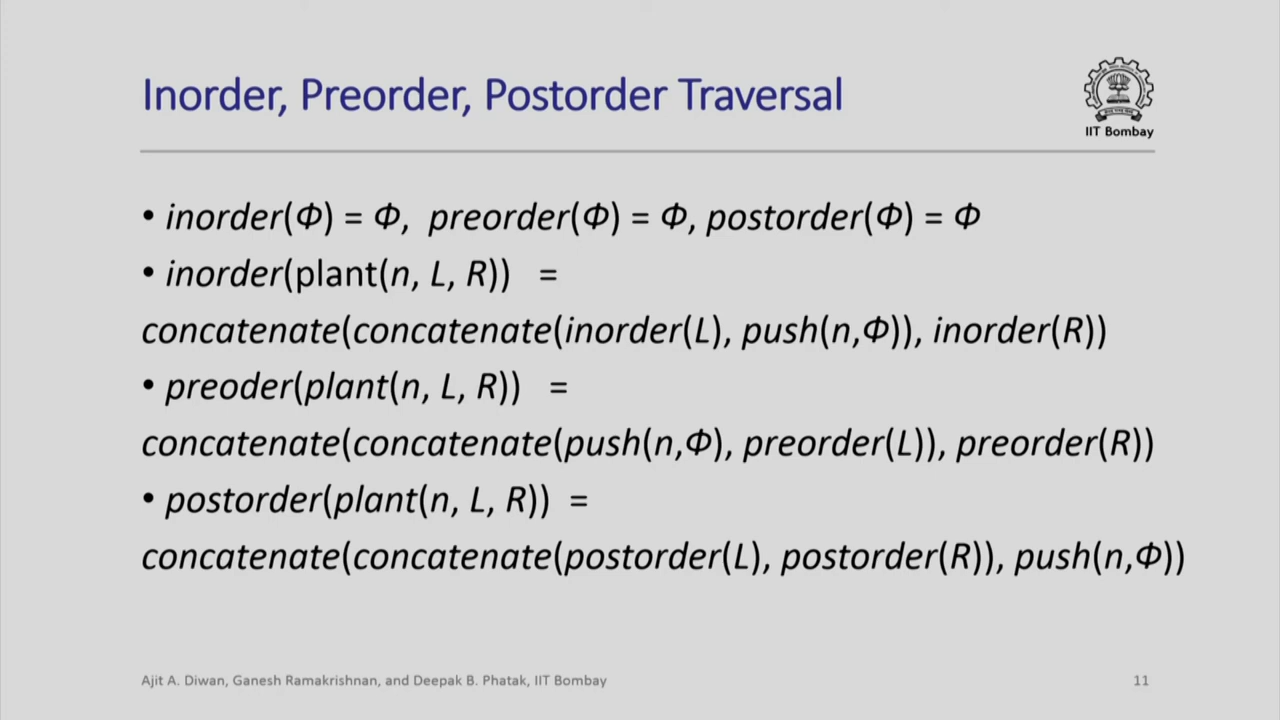 Inorder, Preorder, Postorder Traversal
IIT Bombay
• inorder(Φ) = Φ, preorder(Φ) = Φ, postorder(Φ) = Φ
• inorder(plant(n, L, R)) =
concatenate(concatenate(inorder(L), push(n,Φ)), inorder(R))
• preoder(plant(n, L, R)) =
concatenate(concatenate(push(n,Φ), preorder(L)), preorder(R))
• postorder(plant(n, L, R)) =
concatenate(concatenate(postorder(L), postorder(R)), push(n,Φ))
Ajit A. Diwan, Ganesh Ramakrishnan, and Deepak B. Phatak, IIT Bombay
11